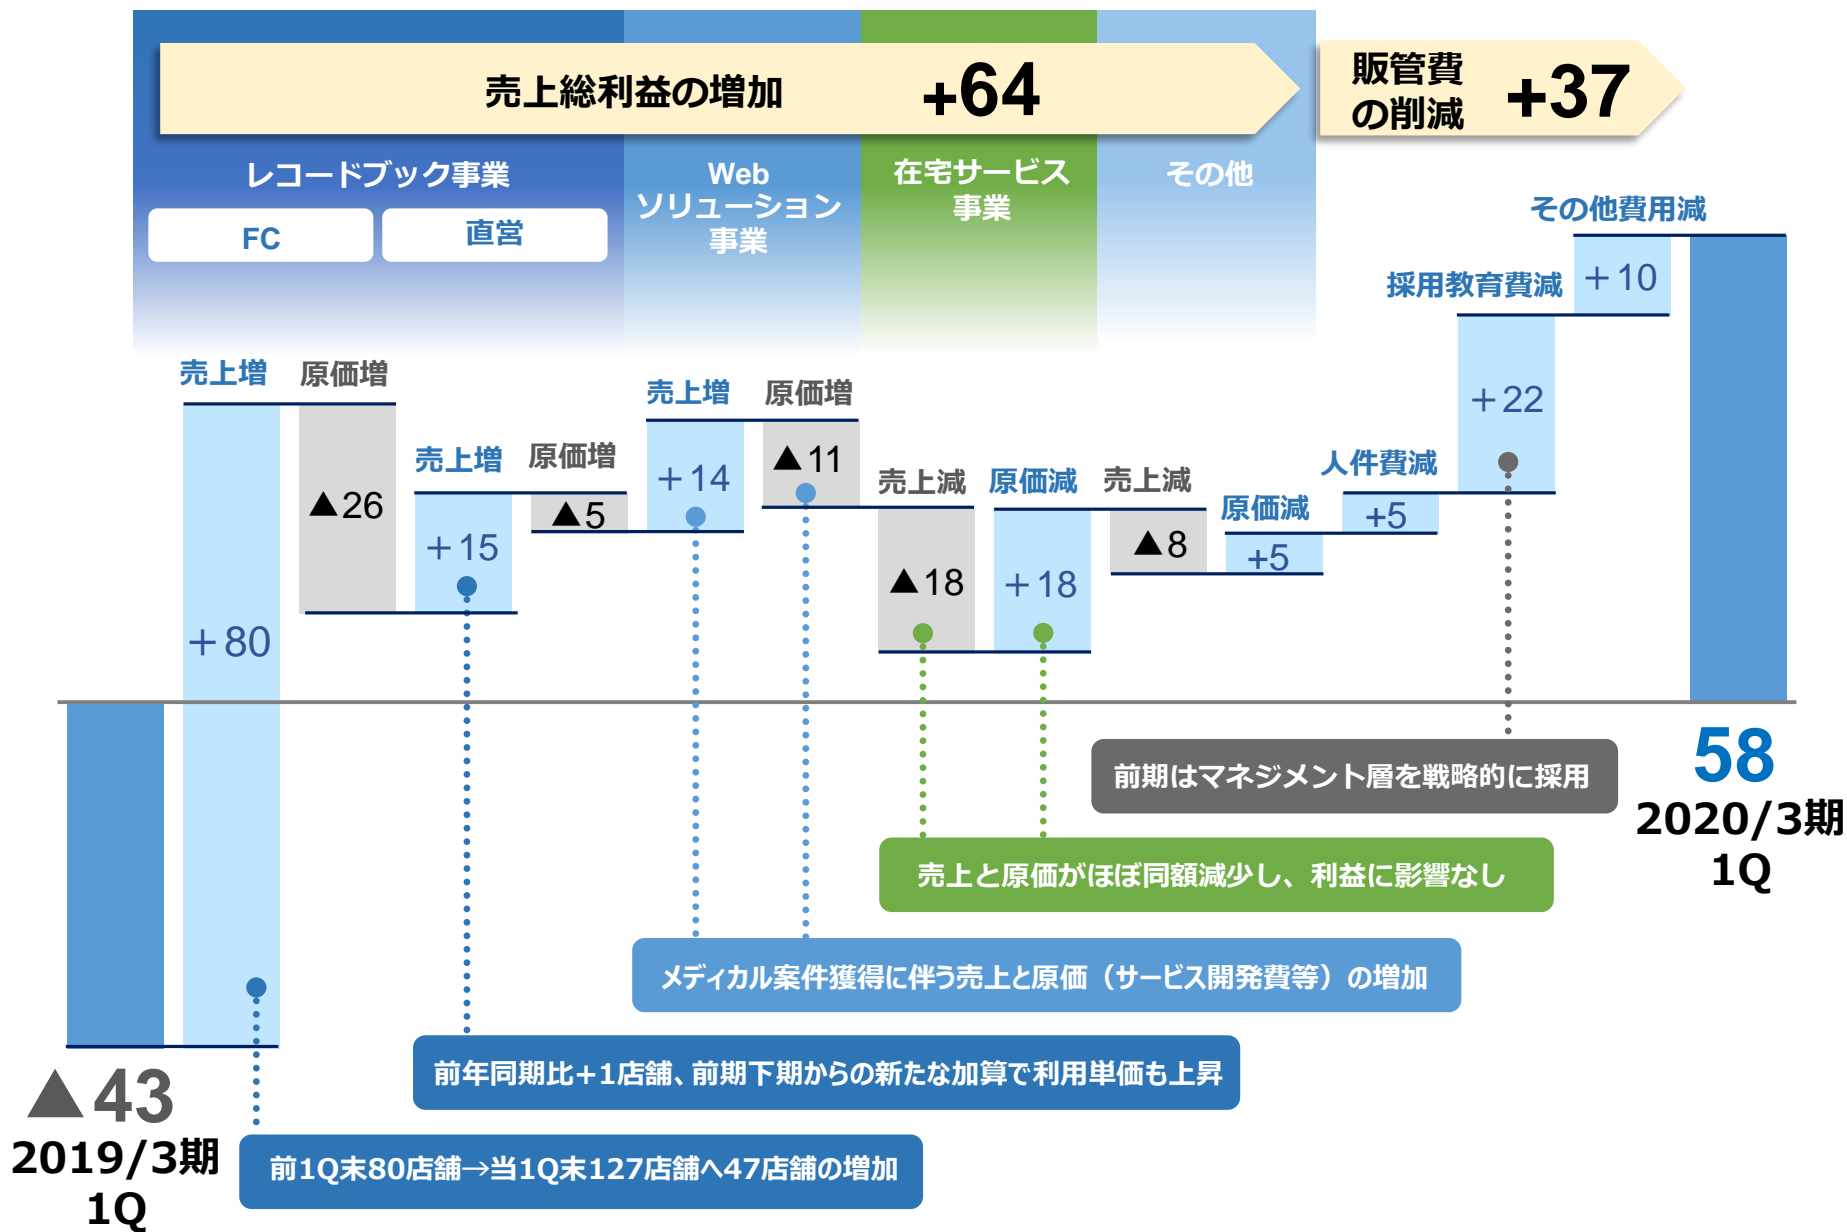 売上総利益の増加 +64
販管費
の削減 +37
レコードブック事業
FC
直営
Web
ソリューション
事業
在宅サービス
事業
その他
その他費用減
＋10
採用教育費減
＋22
人件費減
+5
売上増
＋80
原価増
▲26
売上増
＋15
原価増
▲5
売上増
＋14
原価増
▲11
売上減
▲18
原価減
＋18
売上減
▲8
原価減
+5
前期はマネジメント層を戦略的に採用
58
2020/3期
1Q
売上と原価がほぼ同額減少し、利益に影響なし
メディカル案件獲得に伴う売上と原価（サービス開発費等）の増加
前年同期比+1店舗、前期下期からの新たな加算で利用単価も上昇
▲43
2019/3期
1Q
前1Q末80店舗→当1Q末127店舗へ47店舗の増加